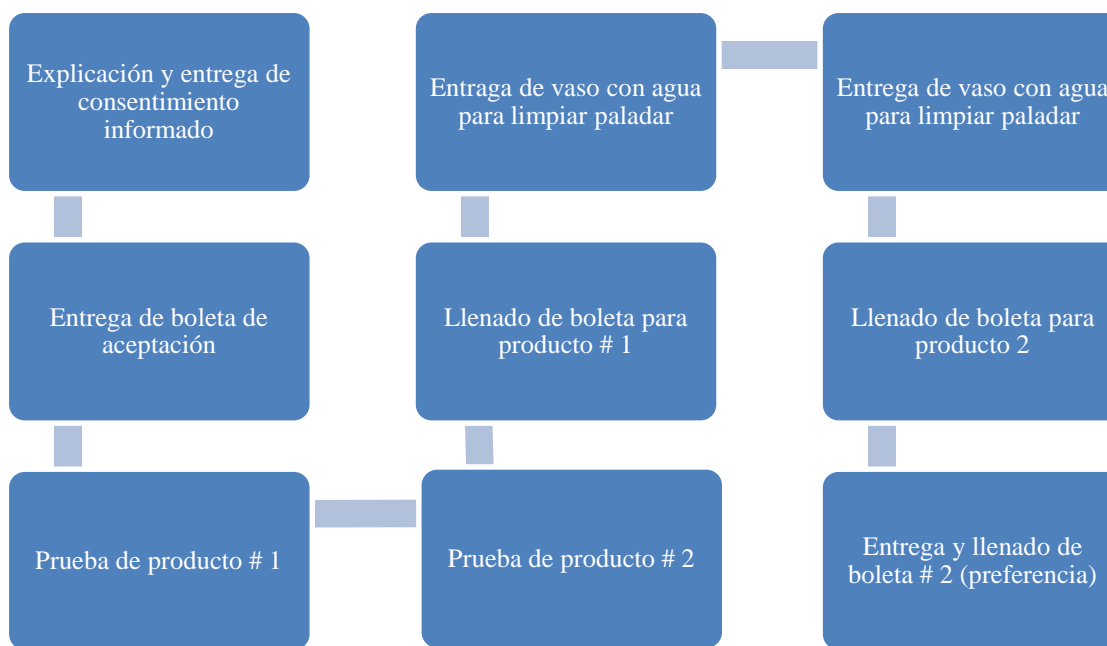 Explicación y entrega de
consentimiento
informado
Entrega de boleta de
aceptación
Prueba de producto # 1
Prueba de producto # 2
Llenado de boleta para
producto # 1
Entraga de vaso con agua
para limpiar paladar
Entrega de vaso con agua
para limpiar paladar
Llenado de boleta para
producto 2
Entrega y llenado de
boleta # 2 (preferencia)